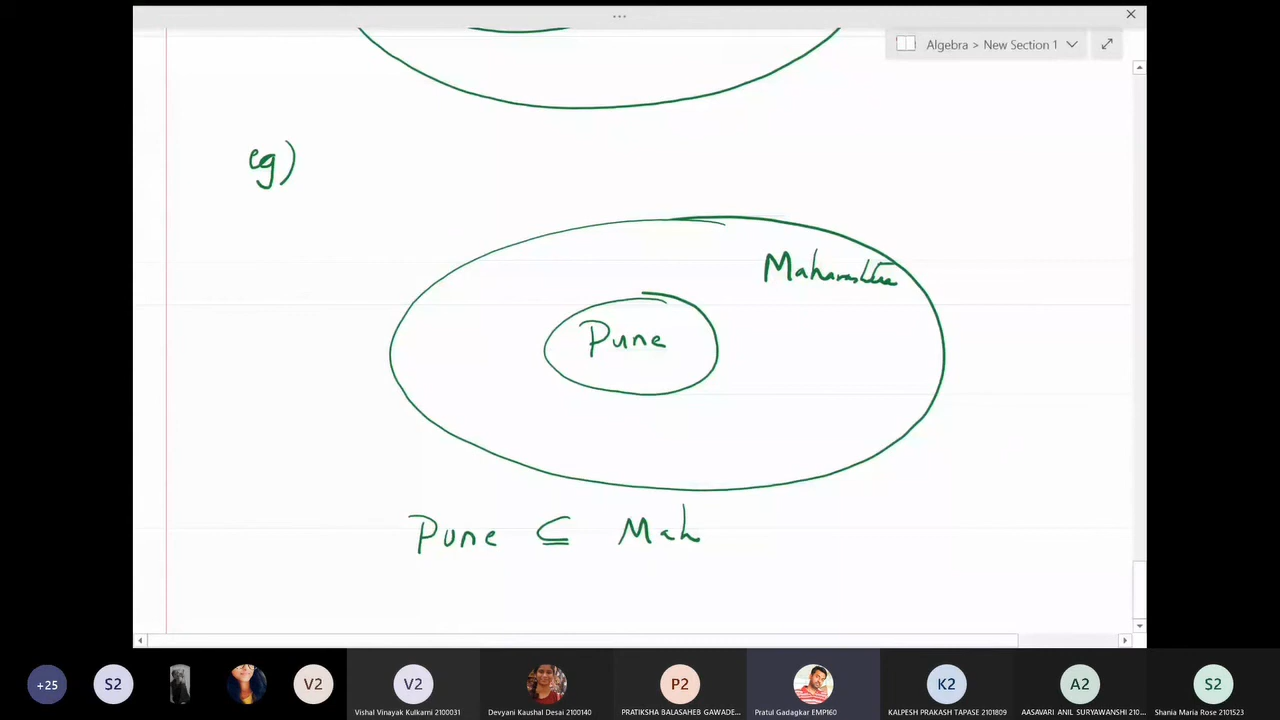 Algebra > New Section 1
eg)
Maharashtra
Pune
Pune ⊆ Mah
+25
S2
V2
V2
P2
K2
A2
S2
Vishal Vinayak Kulkarni 2100031
Devyani Kaushal Desai 2100140
PRATIKSHA BALASAHEB GAWADE...
Pratul Gadagkar EMP160
KALPESH PRAKASH TAPASE 2101809
AASAVARI ANIL SURYAWANSHI 210...
Shania Maria Rose 2101523